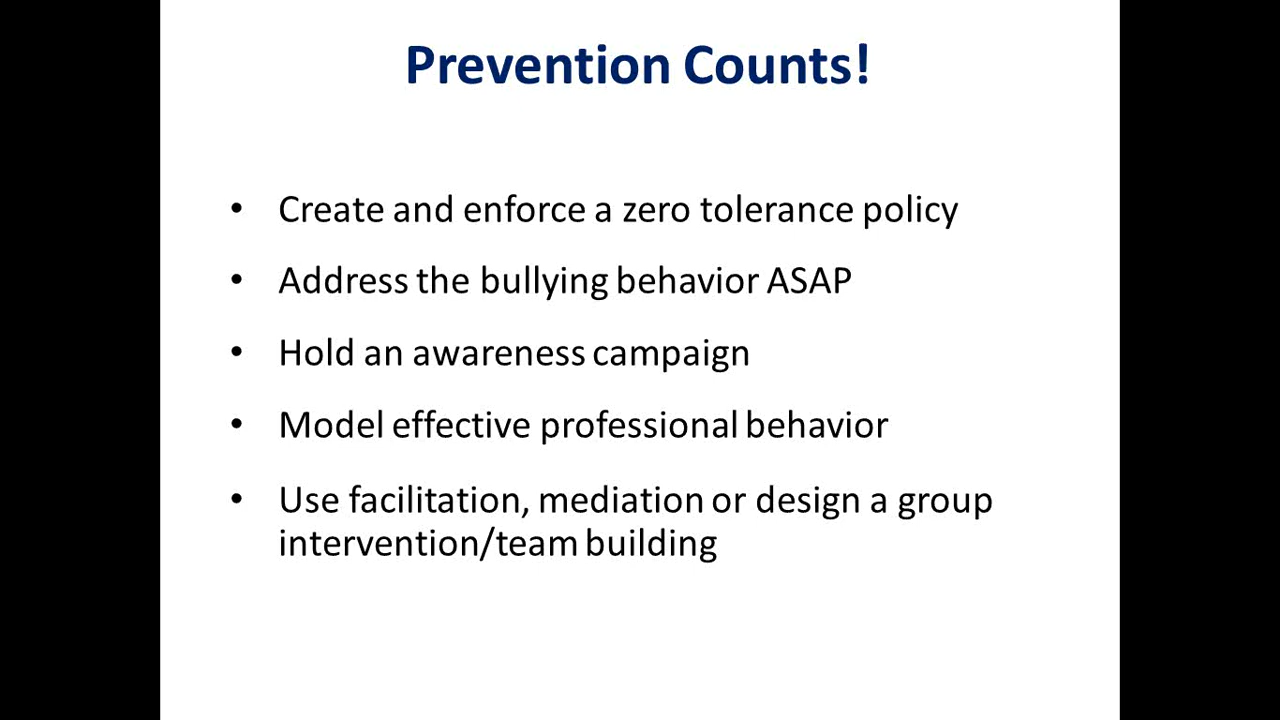 Prevention Counts!
• Create and enforce a zero tolerance policy
• Address the bullying behavior ASAP
• Hold an awareness campaign
• Model effective professional behavior
• Use facilitation, mediation or design a group
intervention/team building